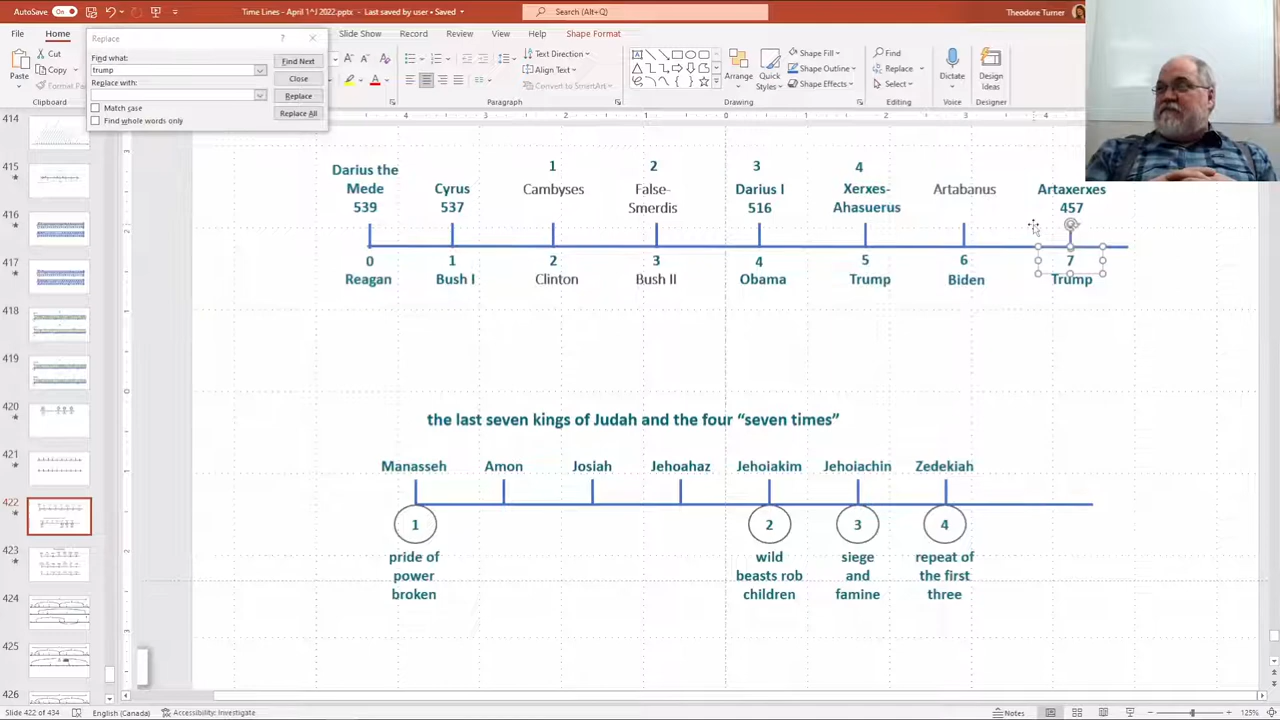 AutoSave On
Time Lines - April 1^J 2022.pptx - Last saved by user
Search (Alt+Q)
Theodore Turner
File
Home
Slide Show
Record
Review
View
Help
Shape Format
Replace
?
Find what:
trump
Replace with:
Match case
Find whole words only
Find Next
Close
Replace
Replace All
Cut
Copy
Clipboard
Text Direction
Align Text
Convert to SmartArt
Paragraph
Arrange
Quick
Styles
Shape Fill
Shape Outline
Shape Effects
Drawing
Find
Replace
Select
Editing
Dictate
Voice
Design
Ideas
Designer
414
415
416
417
418
419
420
421
422
423
424
425
426
1
2
3
4
Darius the
Mede
539
Cyrus
537
Cambyses
False-
Smerdis
Darius I
516
Xerxes-
Ahasuerus
Artabanus
Artaxerxes
457
0
1
2
3
4
5
6
7
Reagan
Bush I
Clinton
Bush II
Obama
Trump
Biden
Trump
the last seven kings of Judah and the four “seven times”
Manasseh
Amon
Josiah
Jehoahaz
Jehoiakim
Jehoiachin
Zedekiah
1
2
3
4
pride of
power
broken
wild
beasts rob
children
siege
and
famine
repeat of
the first
three
Slide 422 of 434
English (Canada)
Accessibility: Investigate
Notes
125%